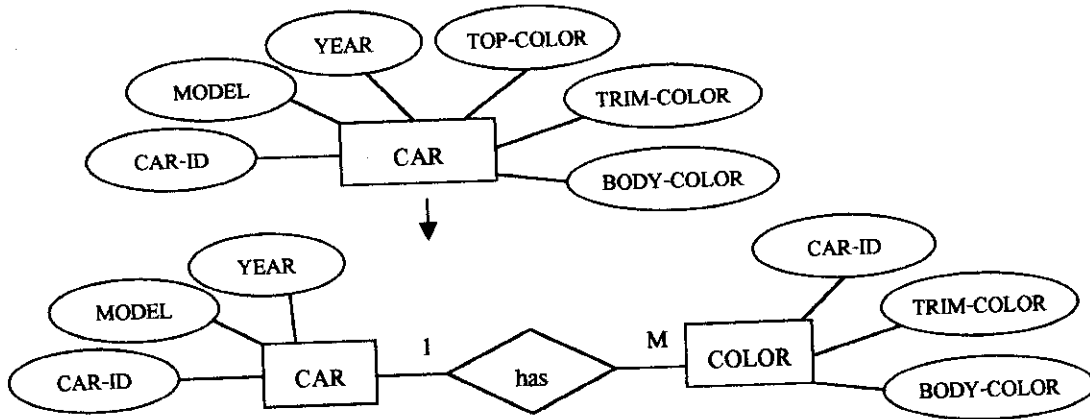 YEAR
TOP-COLOR
MODEL
TRIM-COLOR
CAR
CAR-ID
BODY-COLOR
CAR-ID
YEAR
MODEL
TRIM-COLOR
1
M
COLOR
CAR-ID
CAR
has
BODY-COLOR